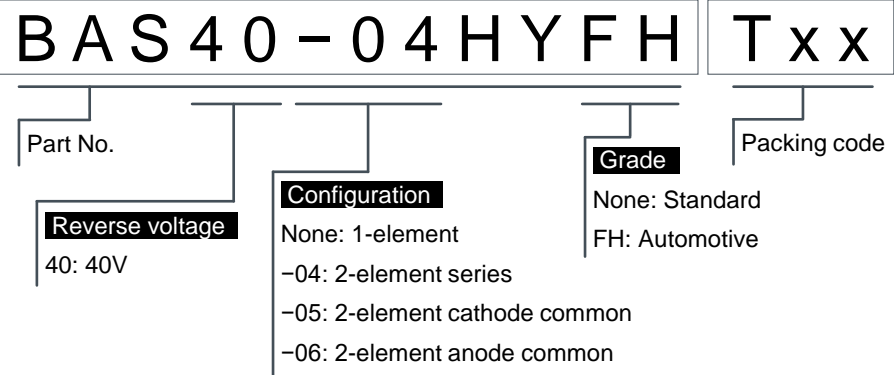 BAS40−04HYFH Txx
Part No.
Packing code
Grade
None: Standard
FH: Automotive
Configuration
None: 1-element
−04: 2-element series
−05: 2-element cathode common
−06: 2-element anode common
Reverse voltage
40: 40V